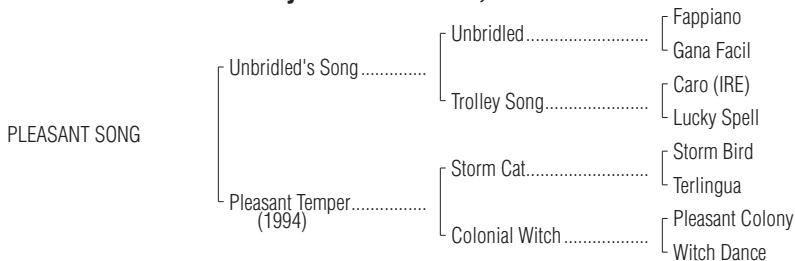 Fappiano
Unbridled........................
Gana Facil
Unbridled's Song..............
Caro (IRE)
Trolley Song.....................
Lucky Spell
PLEASANT SONG
Storm Bird
Storm Cat........................
Terlingua
Pleasant Temper...............
(1994)
Pleasant Colony
Colonial Witch.................
Witch Dance